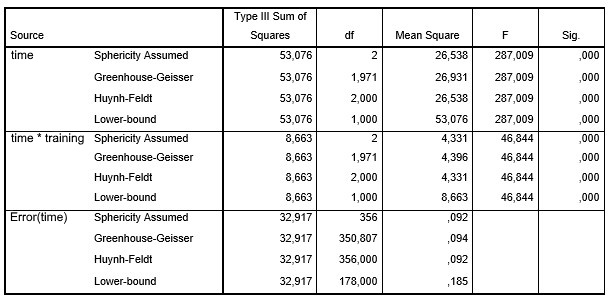 Source Type III Sum of Squares df Mean Square F Sig.
time Sphericity Assumed 53,076 2 26,538 287,009 ,000
Greenhouse-Geisser 53,076 1,971 26,931 287,009 ,000
Huynh-Feldt 53,076 2,000 26,538 287,009 ,000
Lower-bound 53,076 1,000 53,076 287,009 ,000
time * training Sphericity Assumed 8,663 2 4,331 46,844 ,000
Greenhouse-Geisser 8,663 1,971 4,396 46,844 ,000
Huynh-Feldt 8,663 2,000 4,331 46,844 ,000
Lower-bound 8,663 1,000 8,663 46,844 ,000
Error(time) Sphericity Assumed 32,917 356 ,092
Greenhouse-Geisser 32,917 350,807 ,094
Huynh-Feldt 32,917 356,000 ,092
Lower-bound 32,917 178,000 ,185